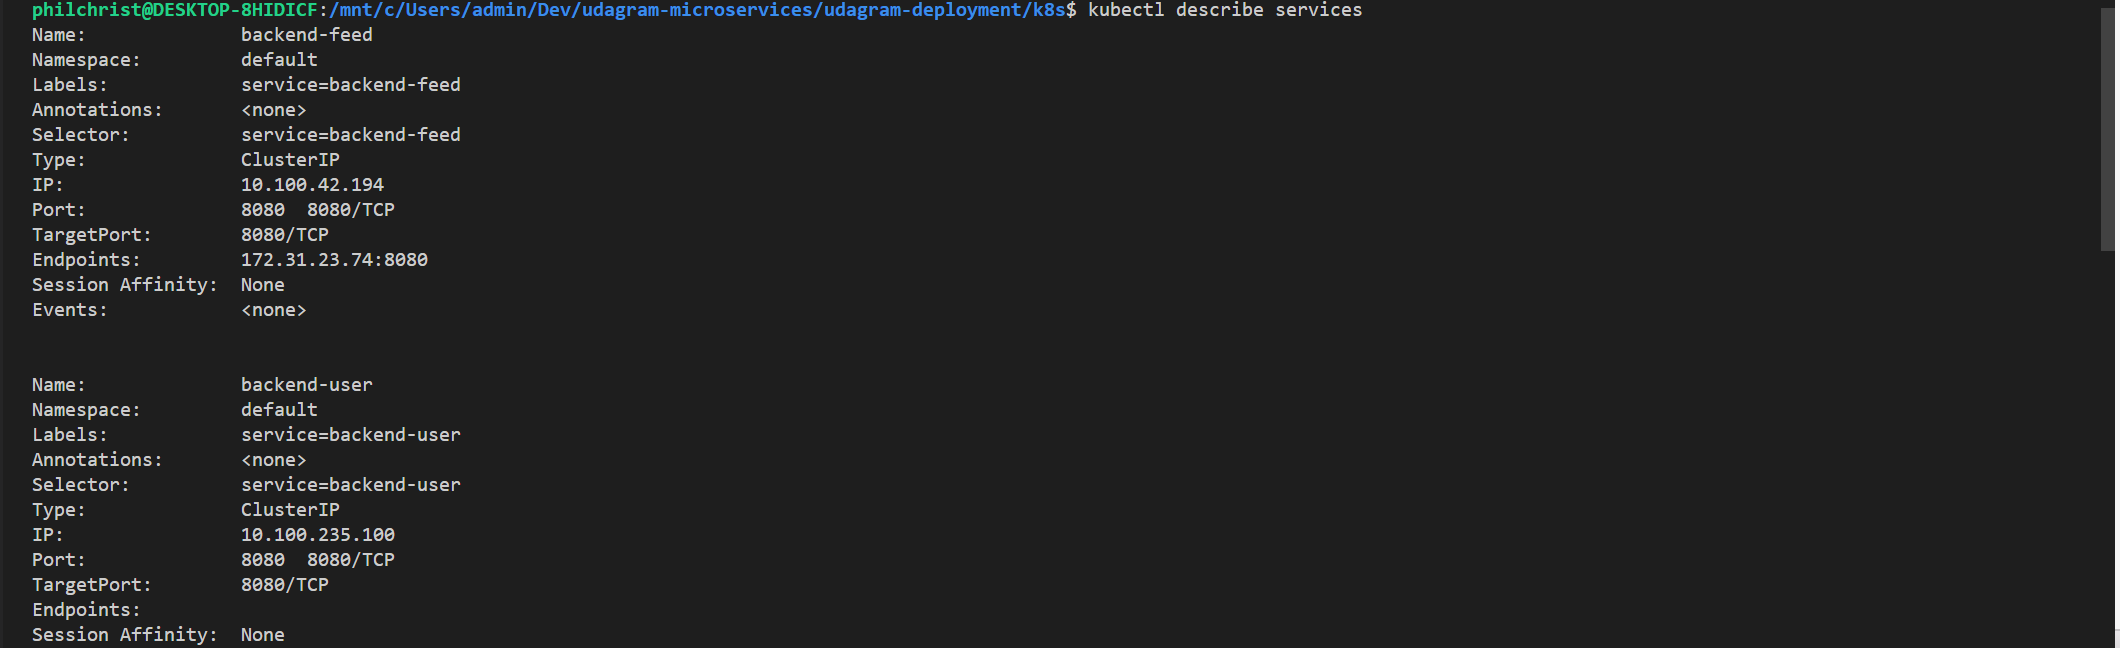 philchrist@DESKTOP-8HIDICF:/mnt/c/Users/admin/Dev/udagram-microservices/udagram-deployment/k8s$ kubectl describe services
Name:              backend-feed
Namespace:         default
Labels:            service=backend-feed
Annotations:       <none>
Selector:          service=backend-feed
Type:              ClusterIP
IP:                10.100.42.194
Port:              8080  8080/TCP
TargetPort:        8080/TCP
Endpoints:         172.31.23.74:8080
Session Affinity:  None
Events:            <none>
Name:              backend-user
Namespace:         default
Labels:            service=backend-user
Annotations:       <none>
Selector:          service=backend-user
Type:              ClusterIP
IP:                10.100.235.100
Port:              8080  8080/TCP
TargetPort:        8080/TCP
Endpoints:
Session Affinity:  None